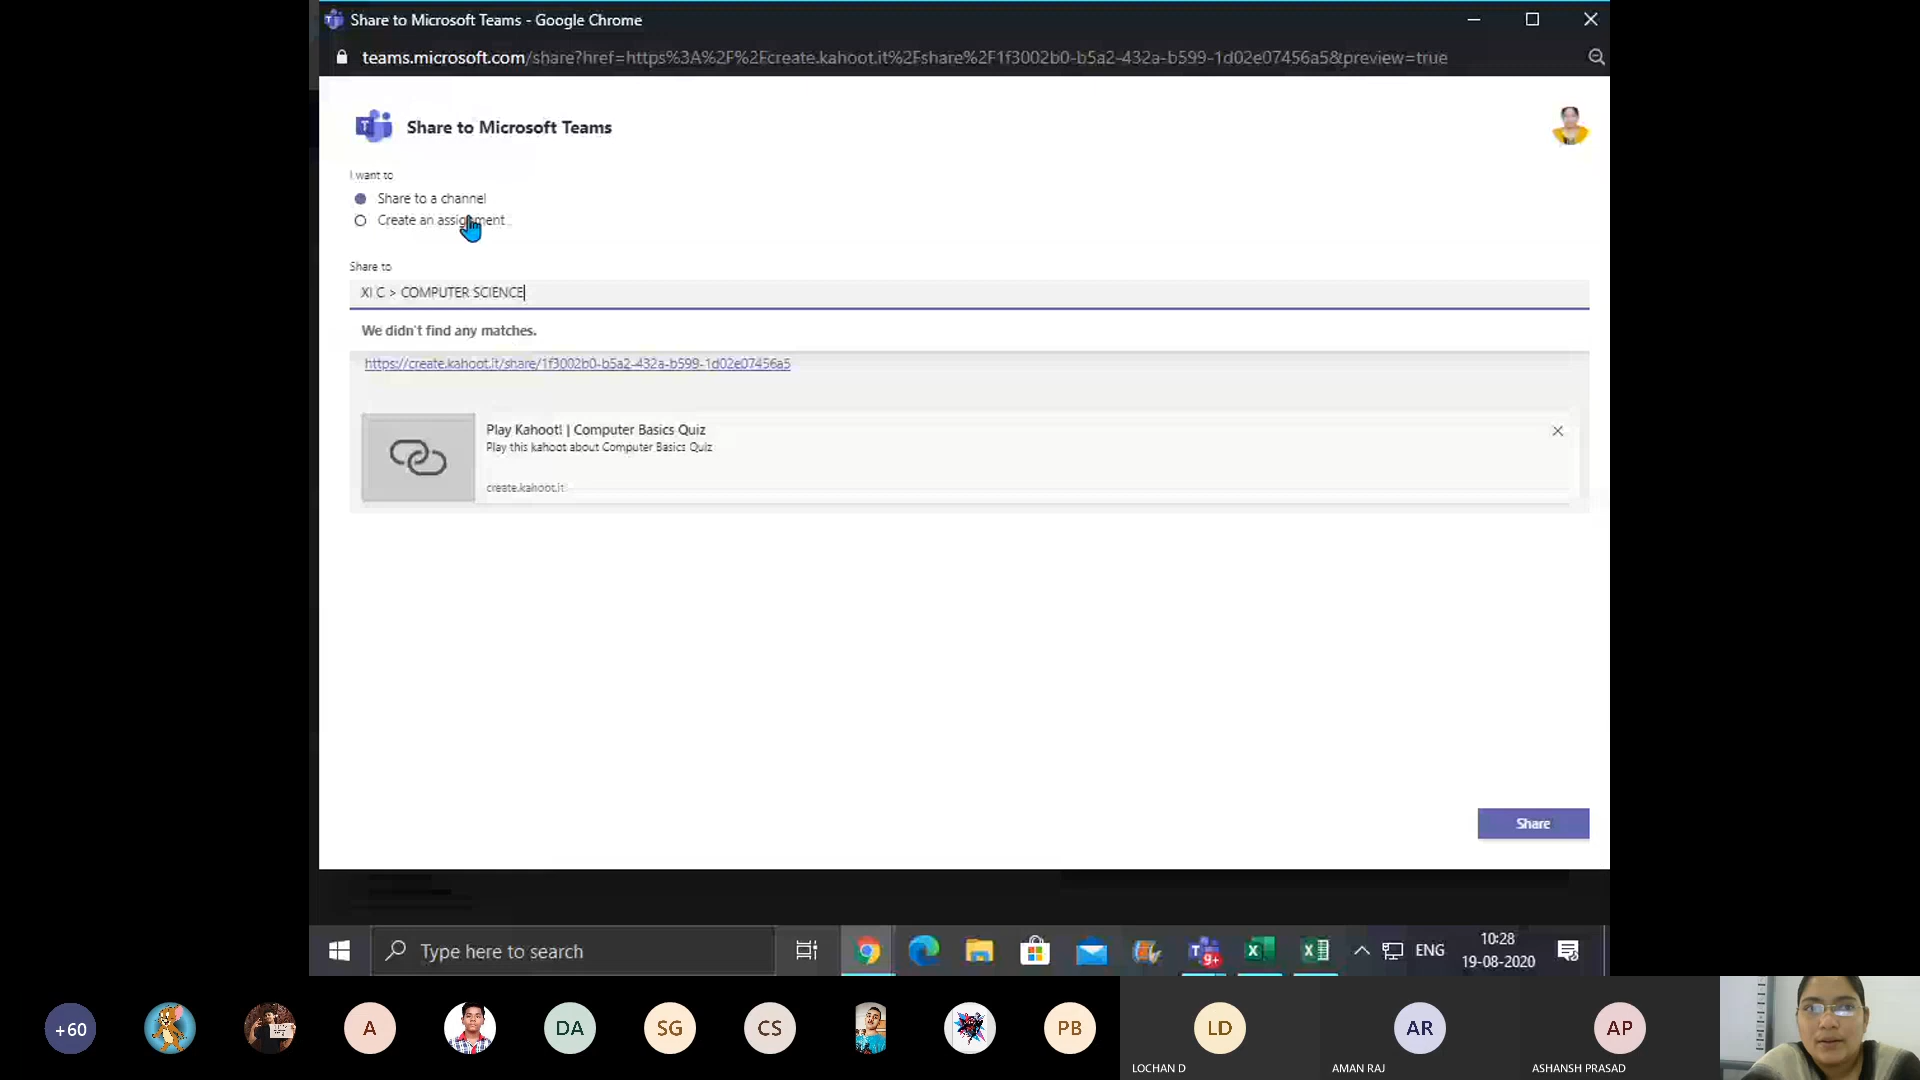 Share to Microsoft Teams - Google Chrome
teams.microsoft.com/share?href=https%3A%2F%2Fcreate.kahoot.it%2Fshare%2F1f3002b0-b5a2-432a-b599-1d02e07456a5&preview=true
Share to Microsoft Teams
I want to
Share to a channel
Create an assignment
Share to
XI C > COMPUTER SCIENCE
We didn't find any matches.
https://create.kahoot.it/share/1f3002b0-b5a2-432a-b599-1d02e07456a5
Play Kahoot! | Computer Basics Quiz
Play this kahoot about Computer Basics Quiz
create.kahoot.it
Share
Type here to search
9+
ENG
10:28
19-08-2020
+60
A
DA
SG
CS
PB
LD
AR
AP
LOCHAN D
AMAN RAJ
ASHANSH PRASAD